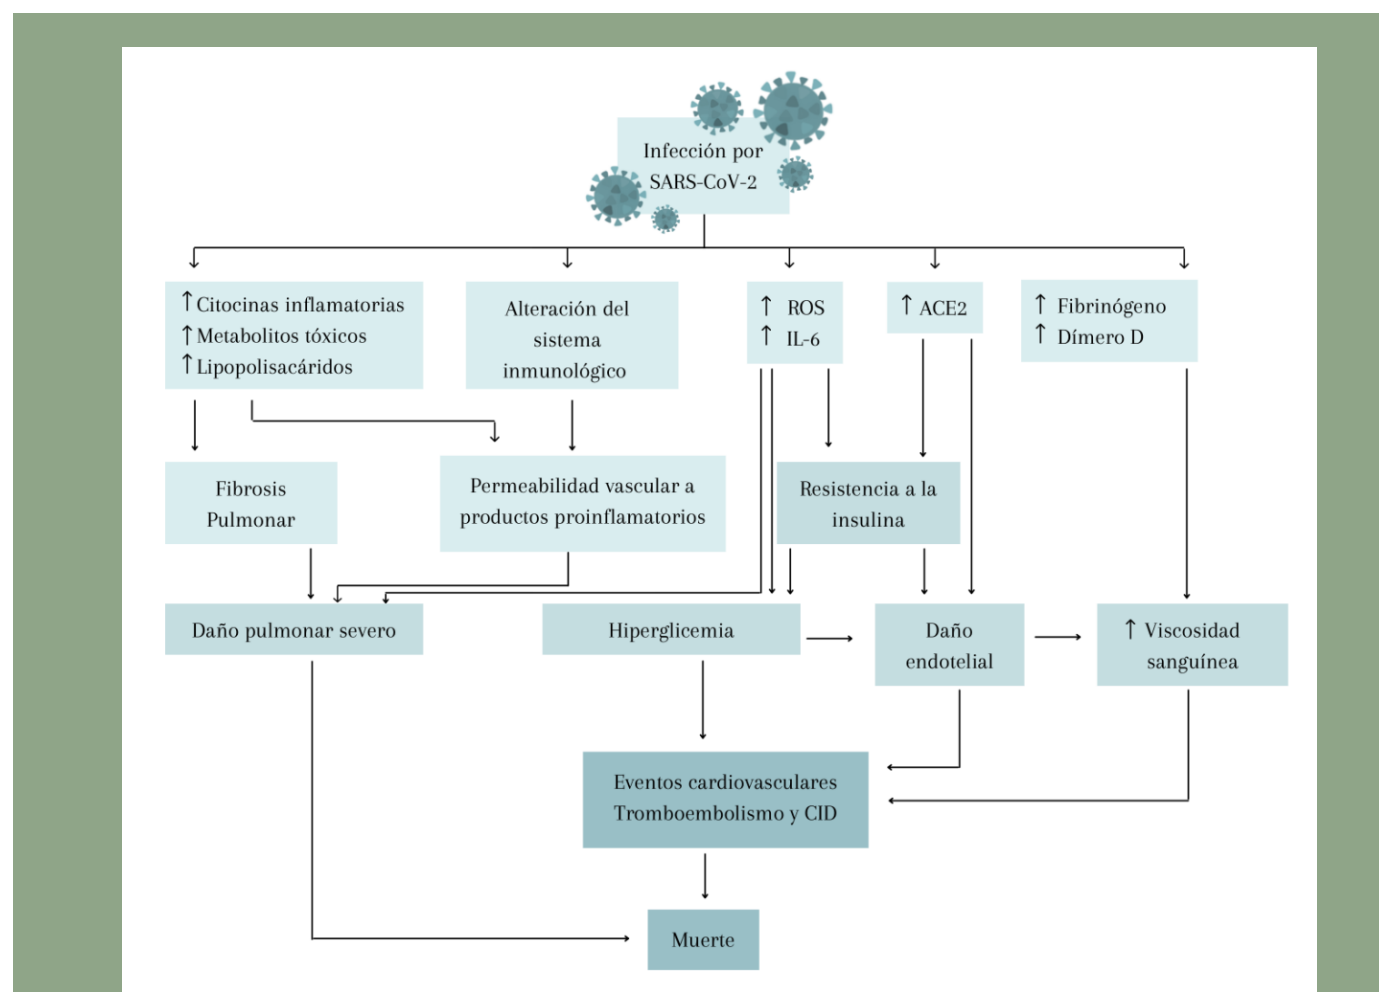 Infección por
SARS-CoV-2
↑ Citocinas inflamatorias
↑ Metabolitos tóxicos
↑ Lipopolisacáridos
Alteración del
sistema
inmunológico
↑ ROS
↑ IL-6
↑ ACE2
↑ Fibrinógeno
↑ Dímero D
Fibrosis
Pulmonar
Permeabilidad vascular a
productos proinflamatorios
Resistencia a la
insulina
Daño pulmonar severo
Hiperglicemia
Daño
endotelial
↑ Viscosidad
sanguínea
Eventos cardiovasculares
Tromboembolismo y CID
Muerte